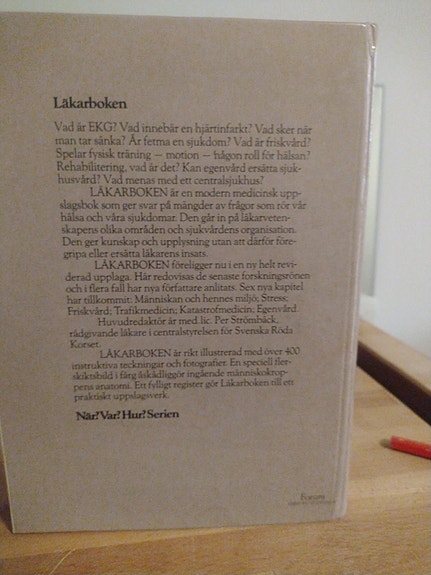 Läkarboken
Vad är EKG? Vad innebär en hjärtinfarkt? Vad sker när
man tar sänka? Är fetma en sjukdom? Vad är friskvård?
Spelar fysisk träning — motion — någon roll för hälsan?
Rehabilitering, vad är det? Kan egenvård ersätta sjuk-
husvård? Vad menas med ett centralsjukhus?
LÄKARBOKEN är en modern medicinsk upp-
slagsbok som ger svar på mängder av frågor som rör vår
hälsa och våra sjukdomar. Den går in på läkarveten-
skapens olika områden och sjukvårdens organisation.
Den ger kunskap och upplysning utan att därför före-
gripa eller ersätta läkarens insats.
LÄKARBOKEN föreligger nu i en ny helt revi-
derad upplaga. Här redovisas de senaste forskningsrönen
och i flera fall har nya författare anlitats. Sex nya kapitel
har tillkommit: Människan och hennes miljö; Stress;
Friskvård; Trafikmedicin; Katastrofmedicin; Egenvård.
Huvudredaktör är med.lic. Per Strömbäck,
rådgivande läkare i centralstyrelsen för Svenska Röda
Korset.
LÄKARBOKEN är rikt illustrerad med över 400
instruktiva teckningar och fotografier. En speciell fler-
skiktsbild i färg åskådliggör ingående människokrop-
pens anatomi. Ett fylligt register gör Läkarboken till ett
praktiskt uppslagsverk.
När? Var? Hur? Serien
Forum